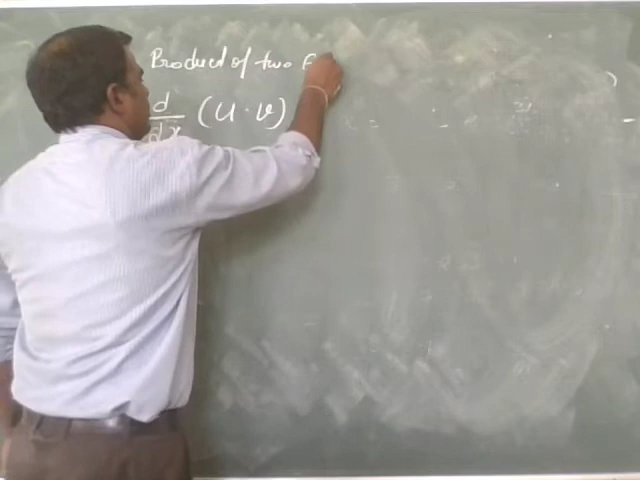 Product of two F
d/dx (U · V)